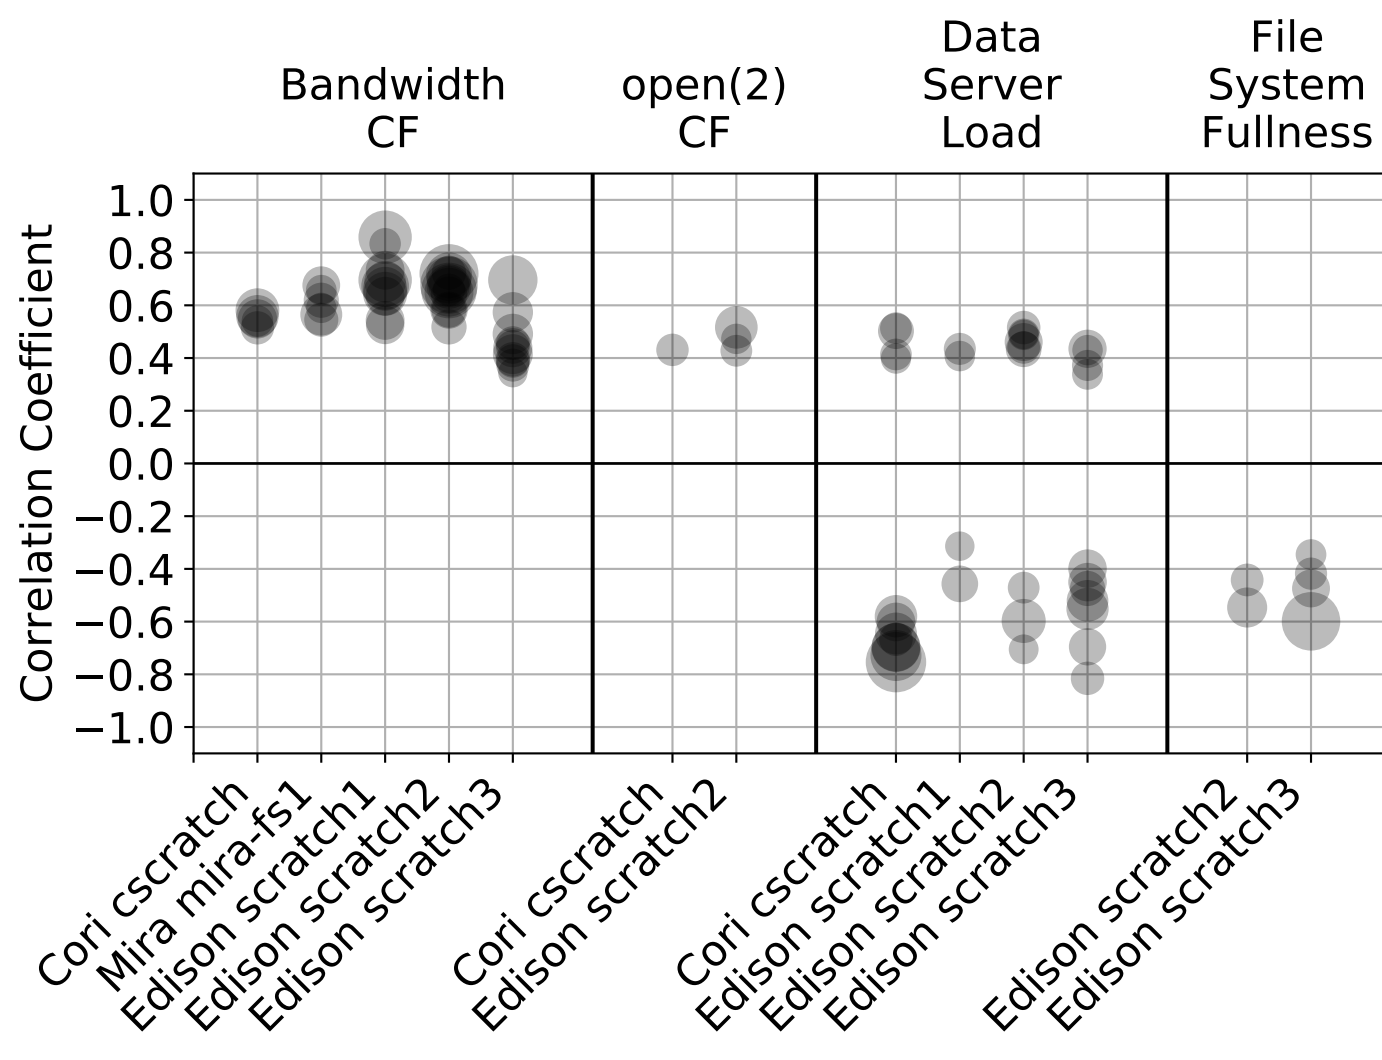 Bandwidth
CF
open(2)
CF
Data
Server
Load
File
System
Fullness
Correlation Coefficient
1.0
0.8
0.6
0.4
0.2
0.0
−0.2
−0.4
−0.6
−0.8
−1.0
Cori cscratch
Mira mira-fs1
Edison scratch1
Edison scratch2
Edison scratch3
Cori cscratch
Edison scratch2
Cori cscratch
Edison scratch1
Edison scratch2
Edison scratch3
Edison scratch2
Edison scratch3